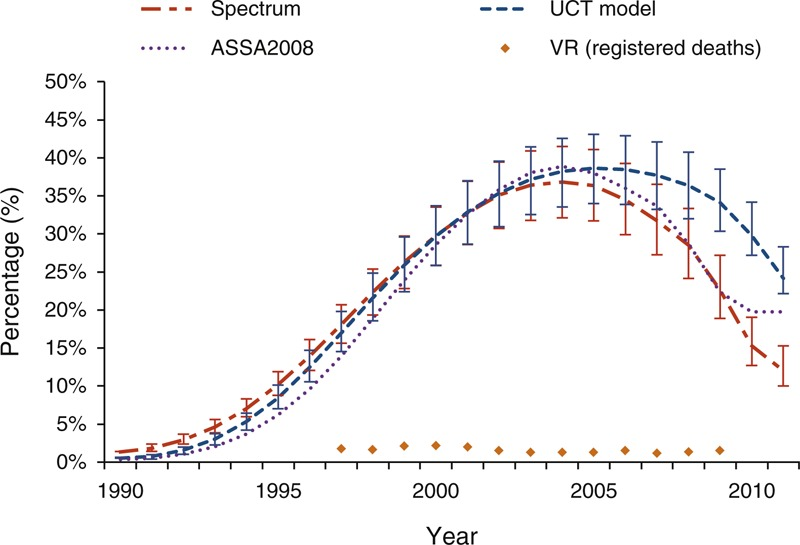 Spectrum
UCT model
ASSA2008
VR (registered deaths)
50%
45%
40%
35%
30%
25%
20%
15%
10%
5%
0%
Percentage (%)
1990
1995
2000
2005
2010
Year